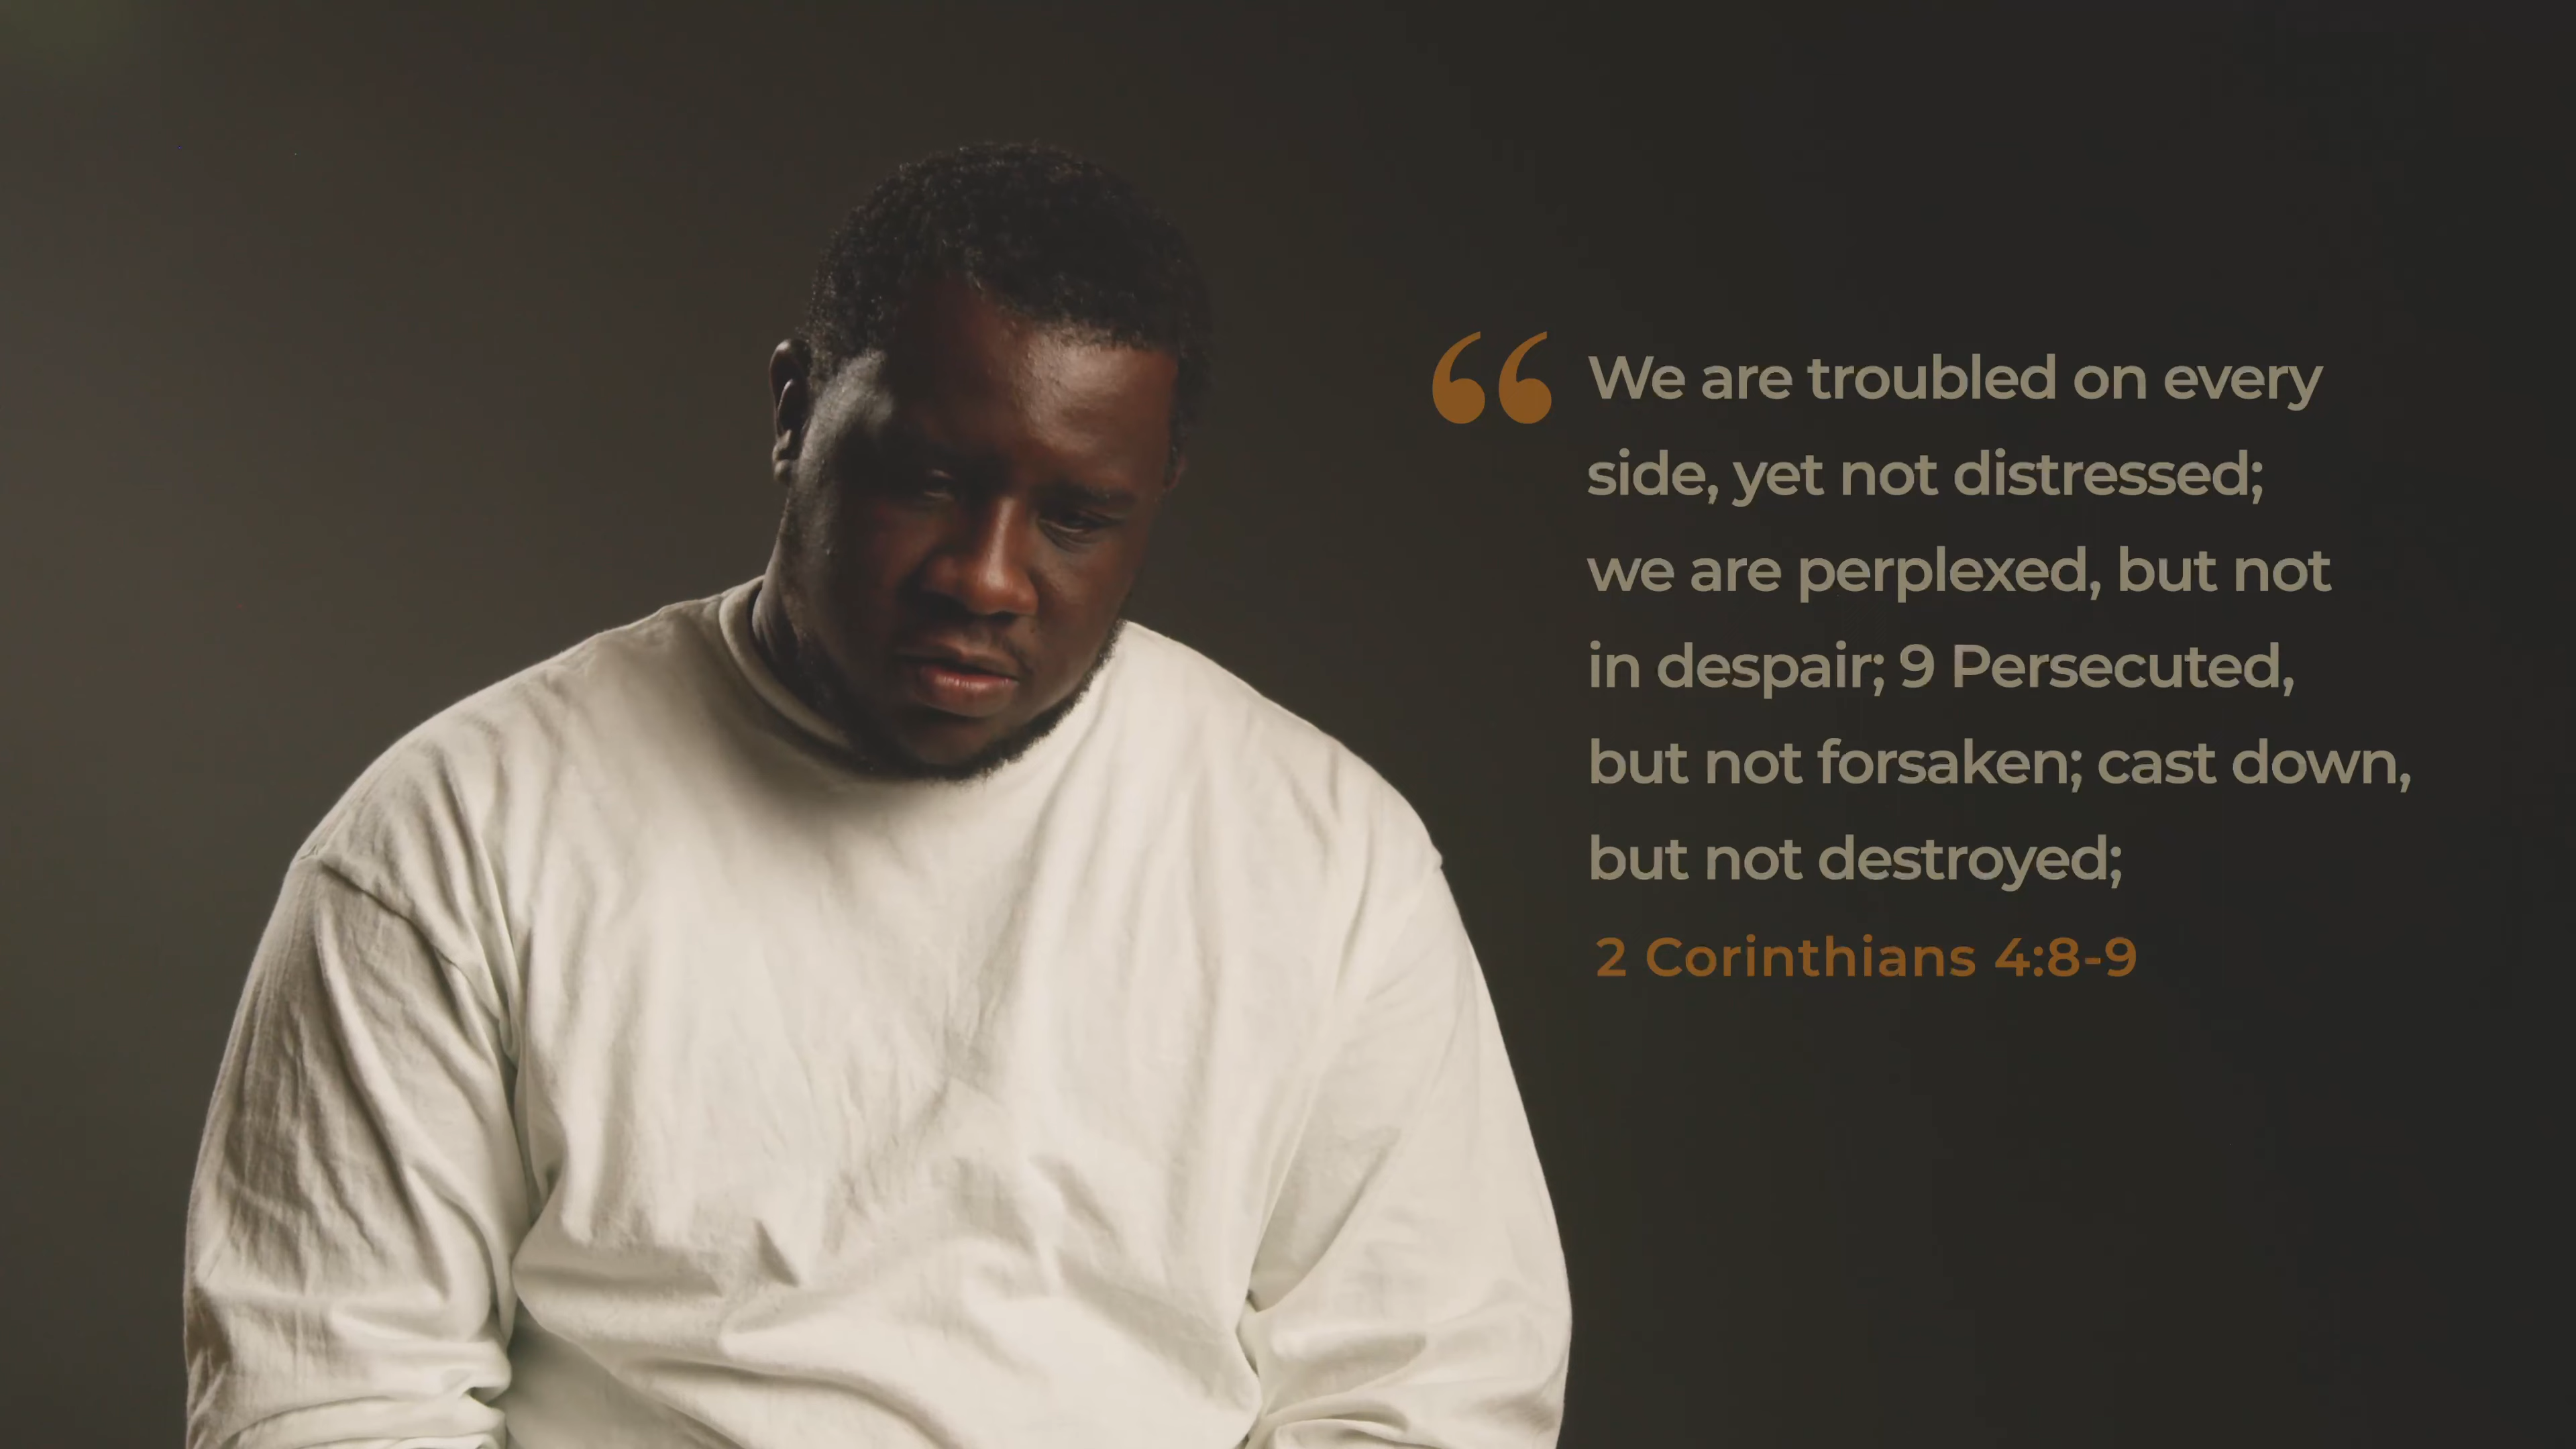 “ We are troubled on every
side, yet not distressed;
we are perplexed, but not
in despair; 9 Persecuted,
but not forsaken; cast down,
but not destroyed;
2 Corinthians 4:8-9